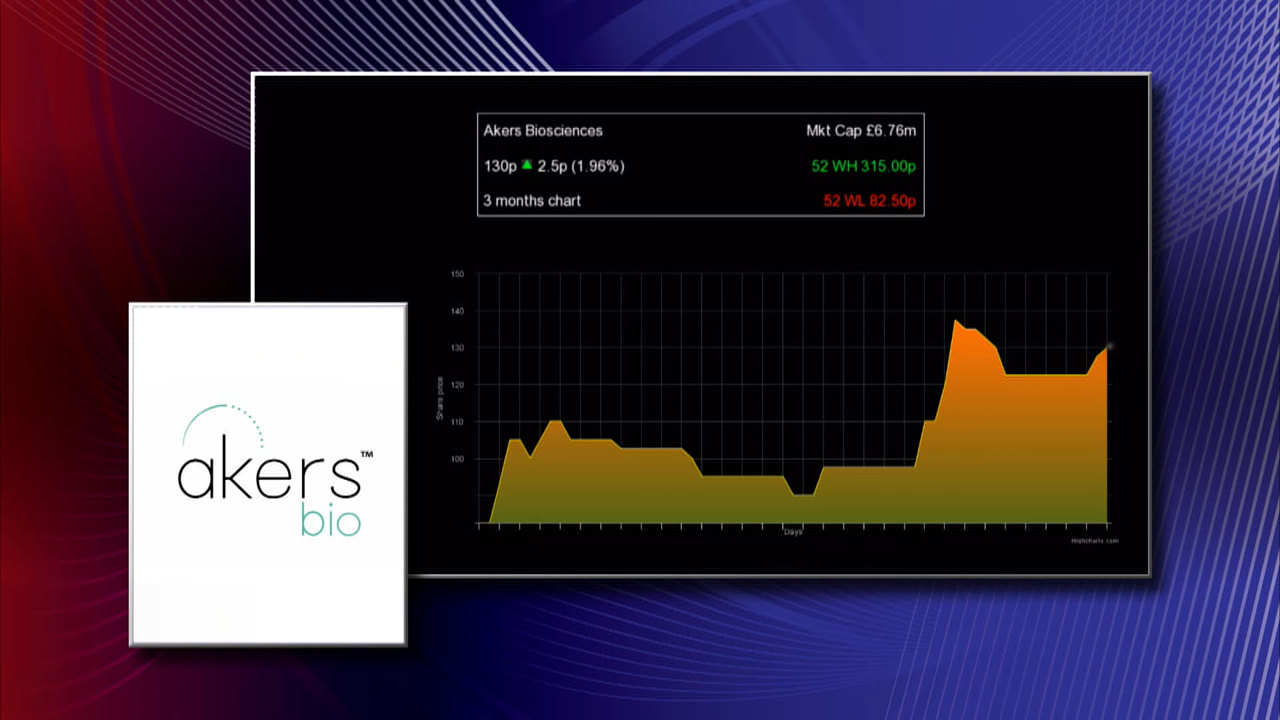 Akers Biosciences Mkt Cap £6.76m
130p ▲ 2.5p (1.96%) 52 WH 315.00p
3 months chart 52 WL 82.50p
150
140
130
120
110
100
Share price
Days
Highcharts.com
akers™
bio